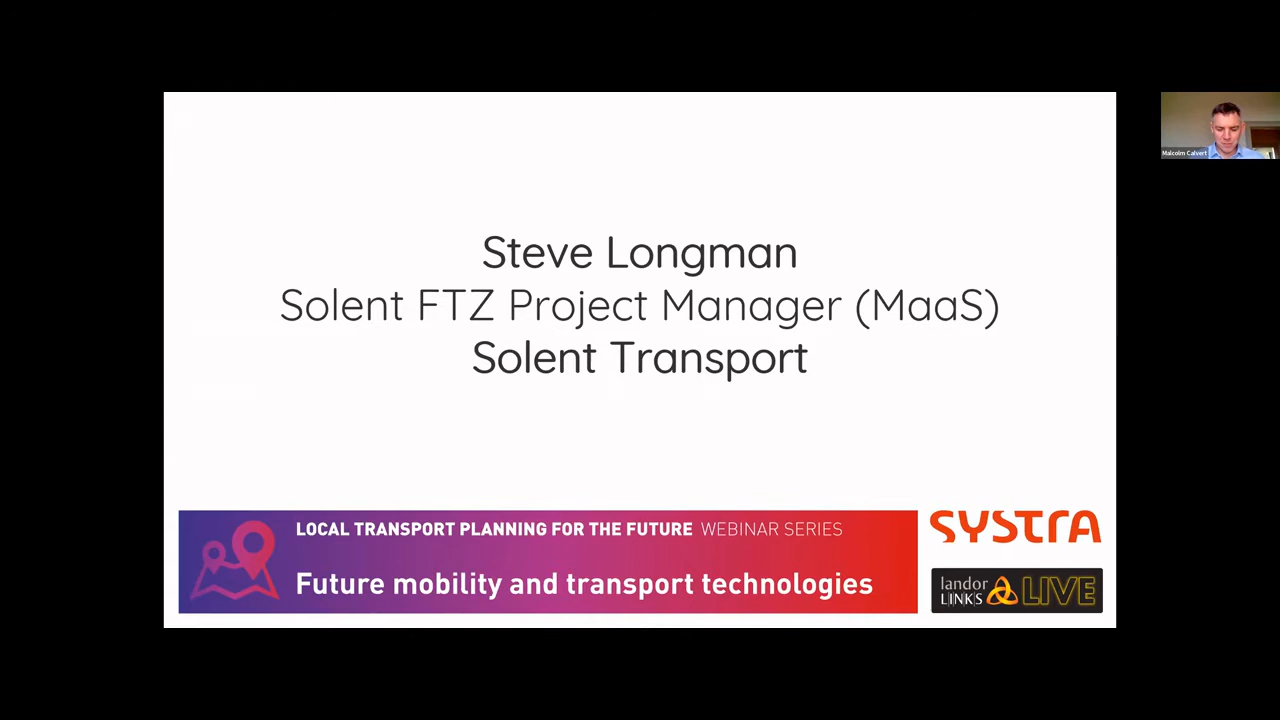 Steve Longman
Solent FTZ Project Manager (MaaS)
Solent Transport
Malcolm Calvert
LOCAL TRANSPORT PLANNING FOR THE FUTURE WEBINAR SERIES
Future mobility and transport technologies
SYSTRA
landor
LINKS LIVE